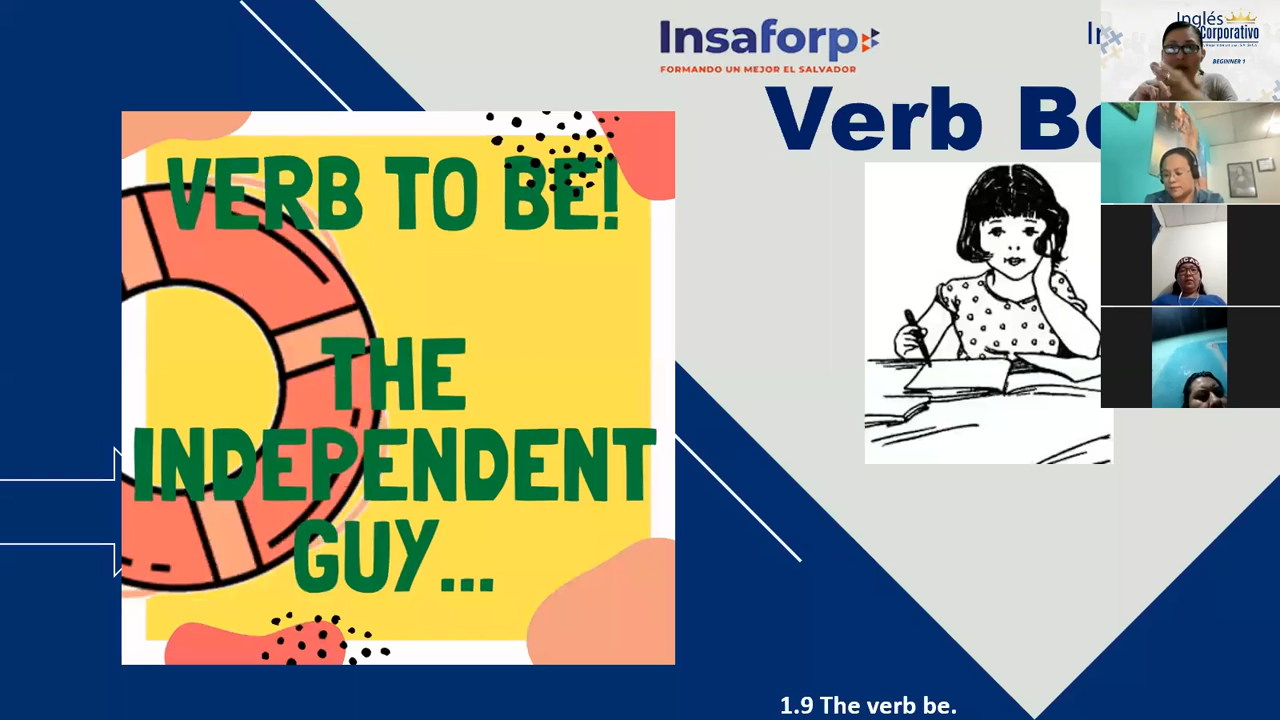 Insaforp
FORMANDO UN MEJOR EL SALVADOR
Verb Be
VERB TO BE!
THE
INDEPENDENT
GUY...
1.9 The verb be.
Inglés
Corporativo
BEGINNER 1